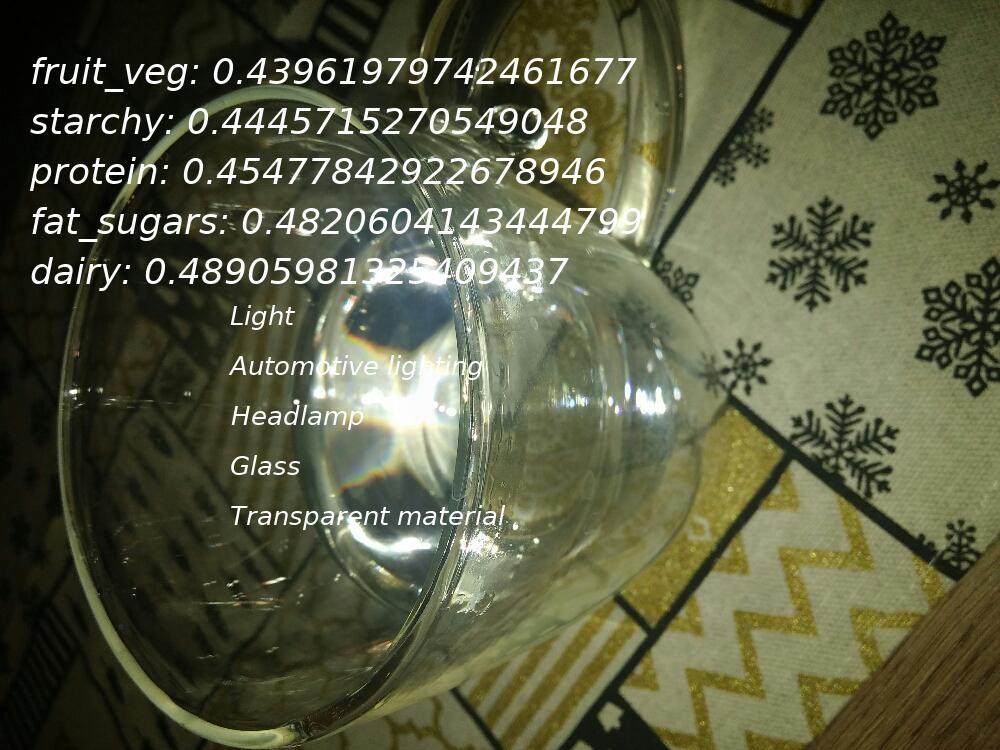 fruit_veg: 0.43961979742461677
starchy: 0.4445715270549048
protein: 0.45477842922678946
fat_sugars: 0.4820604143444799
dairy: 0.48905981325409437
Light
Automotive lighting
Headlamp
Glass
Transparent material